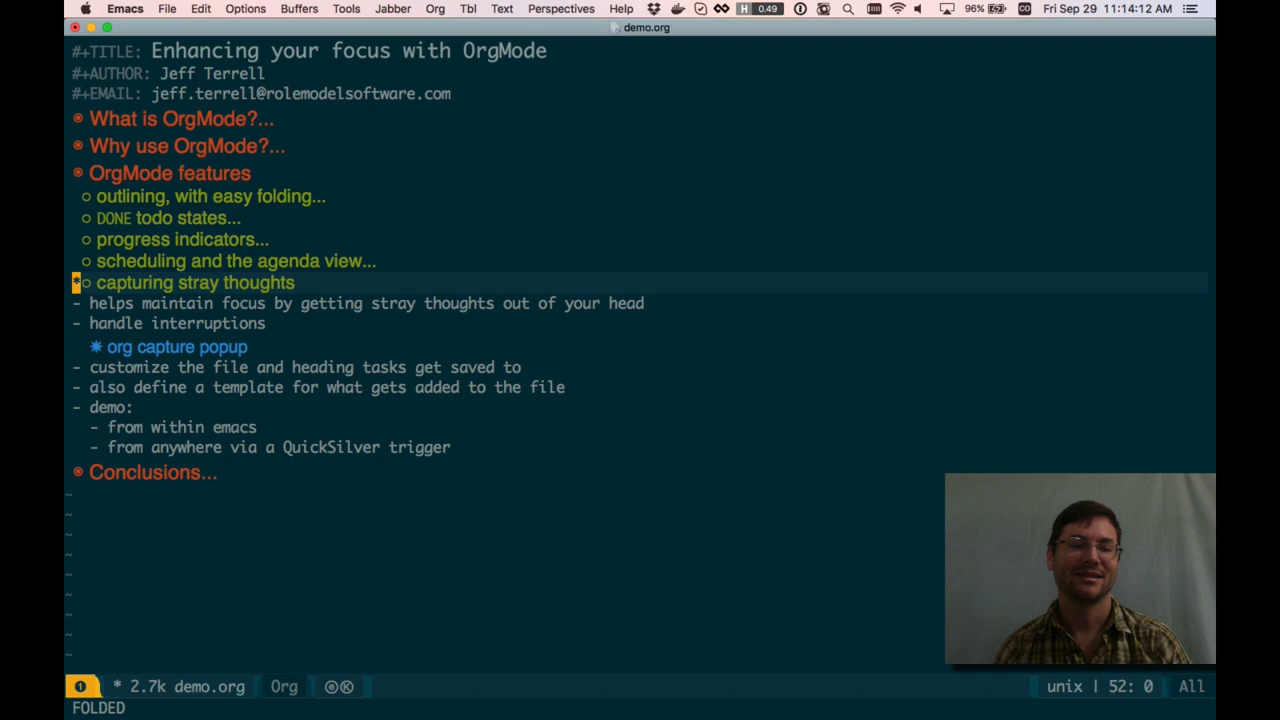 Emacs File Edit Options Buffers Tools Jabber Org Tbl Text Perspectives Help H 0.49 96% CO Fri Sep 29 11:14:12 AM
demo.org
#+TITLE: Enhancing your focus with OrgMode
#+AUTHOR: Jeff Terrell
#+EMAIL: jeff.terrell@rolemodelsoftware.com
What is OrgMode?...
Why use OrgMode?...
OrgMode features
○ outlining, with easy folding...
○ DONE todo states...
○ progress indicators...
○ scheduling and the agenda view...
*○ capturing stray thoughts
- helps maintain focus by getting stray thoughts out of your head
- handle interruptions
✷ org capture popup
- customize the file and heading tasks get saved to
- also define a template for what gets added to the file
- demo:
- from within emacs
- from anywhere via a QuickSilver trigger
Conclusions...
~
~
~
~
~
~
~
~
~
❶ * 2.7k demo.org Org ⓔⓀ unix | 52: 0 All
FOLDED